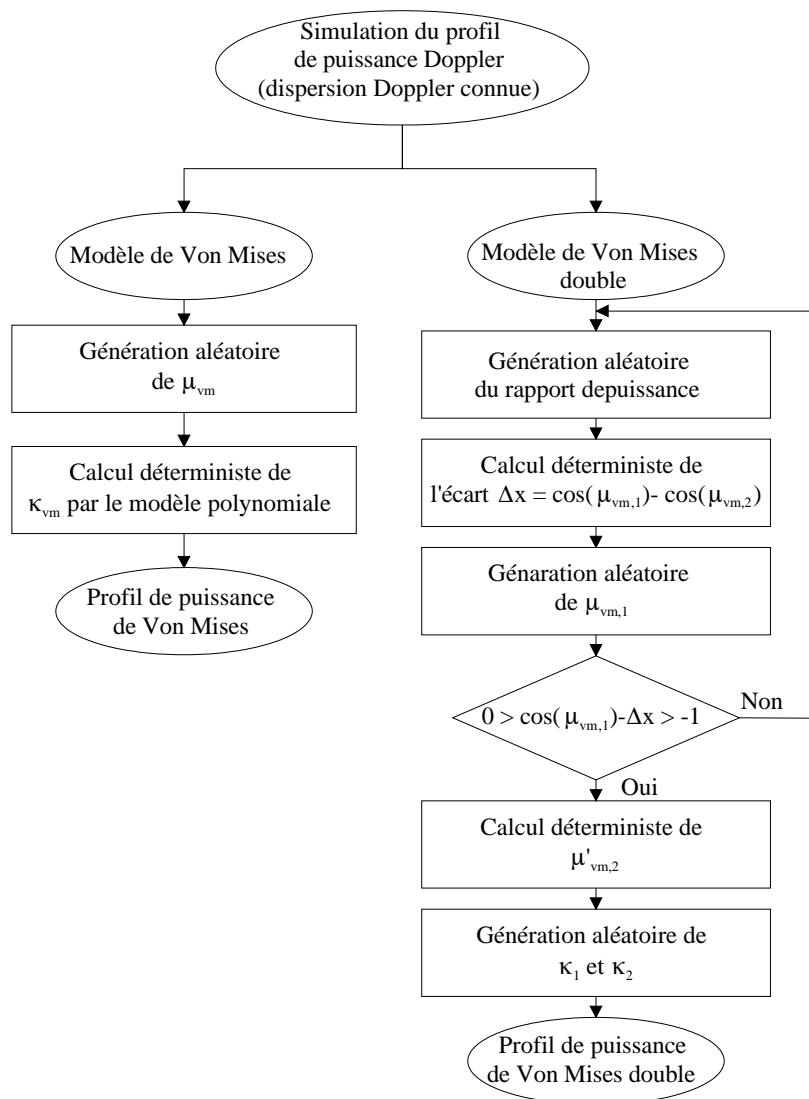 Simulation du profil
de puissance Doppler
(dispersion Doppler connue)
Modèle de Von Mises
Génération aléatoire
de μvm
Calcul déterministe de
κvm par le modèle polynomiale
Profil de puissance
de Von Mises
Modèle de Von Mises
double
Génération aléatoire
du rapport depuissance
Calcul déterministe de
l'écart Δx = cos(μvm,1)- cos(μvm,2)
Génaration aléatoire
de μvm,1
0 > cos(μvm,1)-Δx > -1
Non
Oui
Calcul déterministe de
μ'vm,2
Génération aléatoire de
κ1 et κ2
Profil de puissance
de Von Mises double